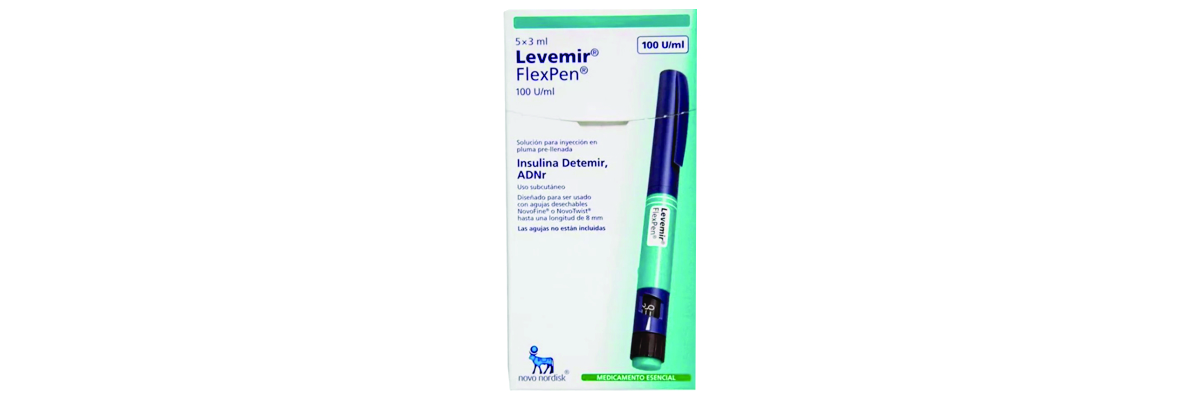 5 × 3 ml
Levemir®
FlexPen®
100 U/ml
100 U/ml
Solución para inyección en
pluma pre-llenada
Insulina Detemir,
ADNr
Uso subcutáneo
Diseñado para ser usado
con agujas desechables
NovoFine® o NovoTwist®
hasta una longitud de 8 mm
Las agujas no están incluidas
Levemir®
FlexPen®
novo nordisk®
MEDICAMENTO ESENCIAL